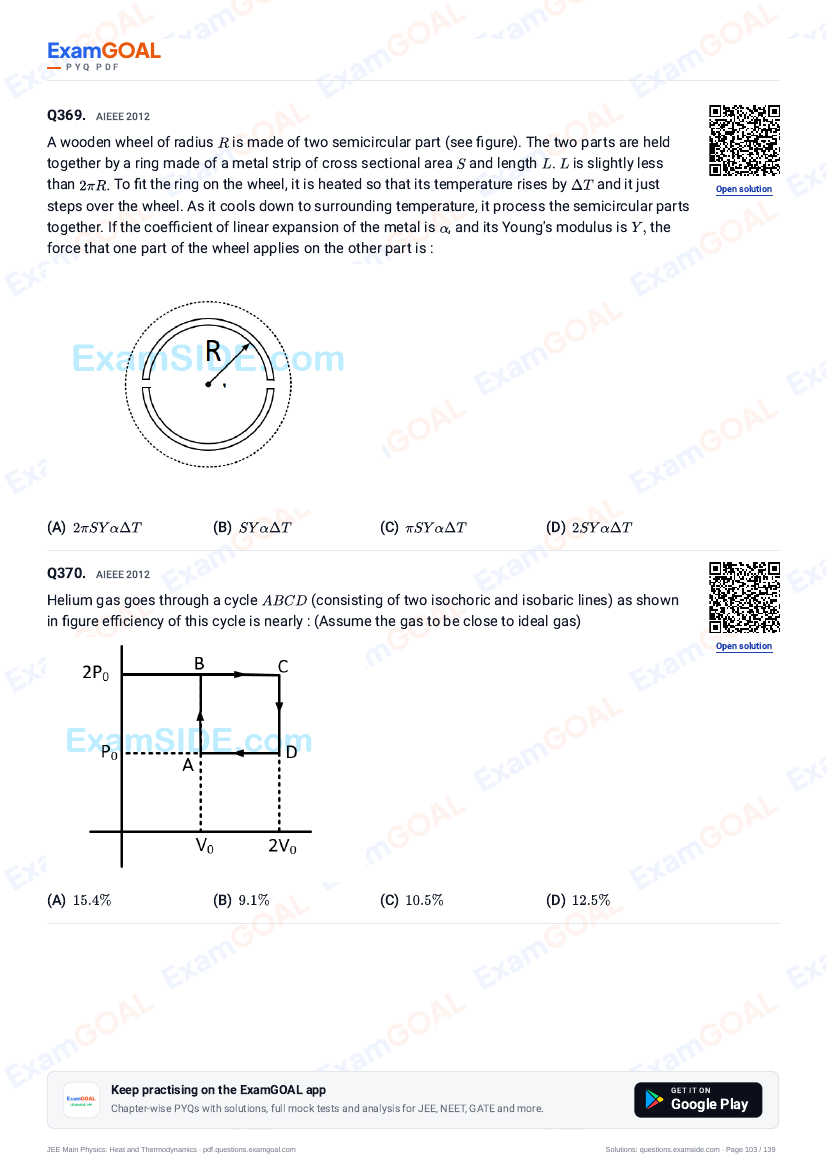 ExamGOAL
PYQ PDF
Q369. AIEEE 2012
A wooden wheel of radius R is made of two semicircular part (see figure). The two parts are held
together by a ring made of a metal strip of cross sectional area S and length L. L is slightly less
than 2πR. To fit the ring on the wheel, it is heated so that its temperature rises by ΔT and it just
steps over the wheel. As it cools down to surrounding temperature, it process the semicircular parts
together. If the coefficient of linear expansion of the metal is α, and its Young's modulus is Y, the
force that one part of the wheel applies on the other part is :
Open solution
R
ExamSIDE.com
(A) 2πSYαΔT (B) SYαΔT (C) πSYαΔT (D) 2SYαΔT
Q370. AIEEE 2012
Helium gas goes through a cycle ABCD (consisting of two isochoric and isobaric lines) as shown
in figure efficiency of this cycle is nearly : (Assume the gas to be close to ideal gas)
Open solution
2P₀ B C
ExamSIDE.com
P₀ A D
V₀ 2V₀
(A) 15.4% (B) 9.1% (C) 10.5% (D) 12.5%
Keep practising on the ExamGOAL app
Chapter-wise PYQs with solutions, full mock tests and analysis for JEE, NEET, GATE and more.
GET IT ON
Google Play
JEE Main Physics: Heat and Thermodynamics · pdf.questions.examgoal.com
Solutions: questions.examside.com · Page 103 / 139